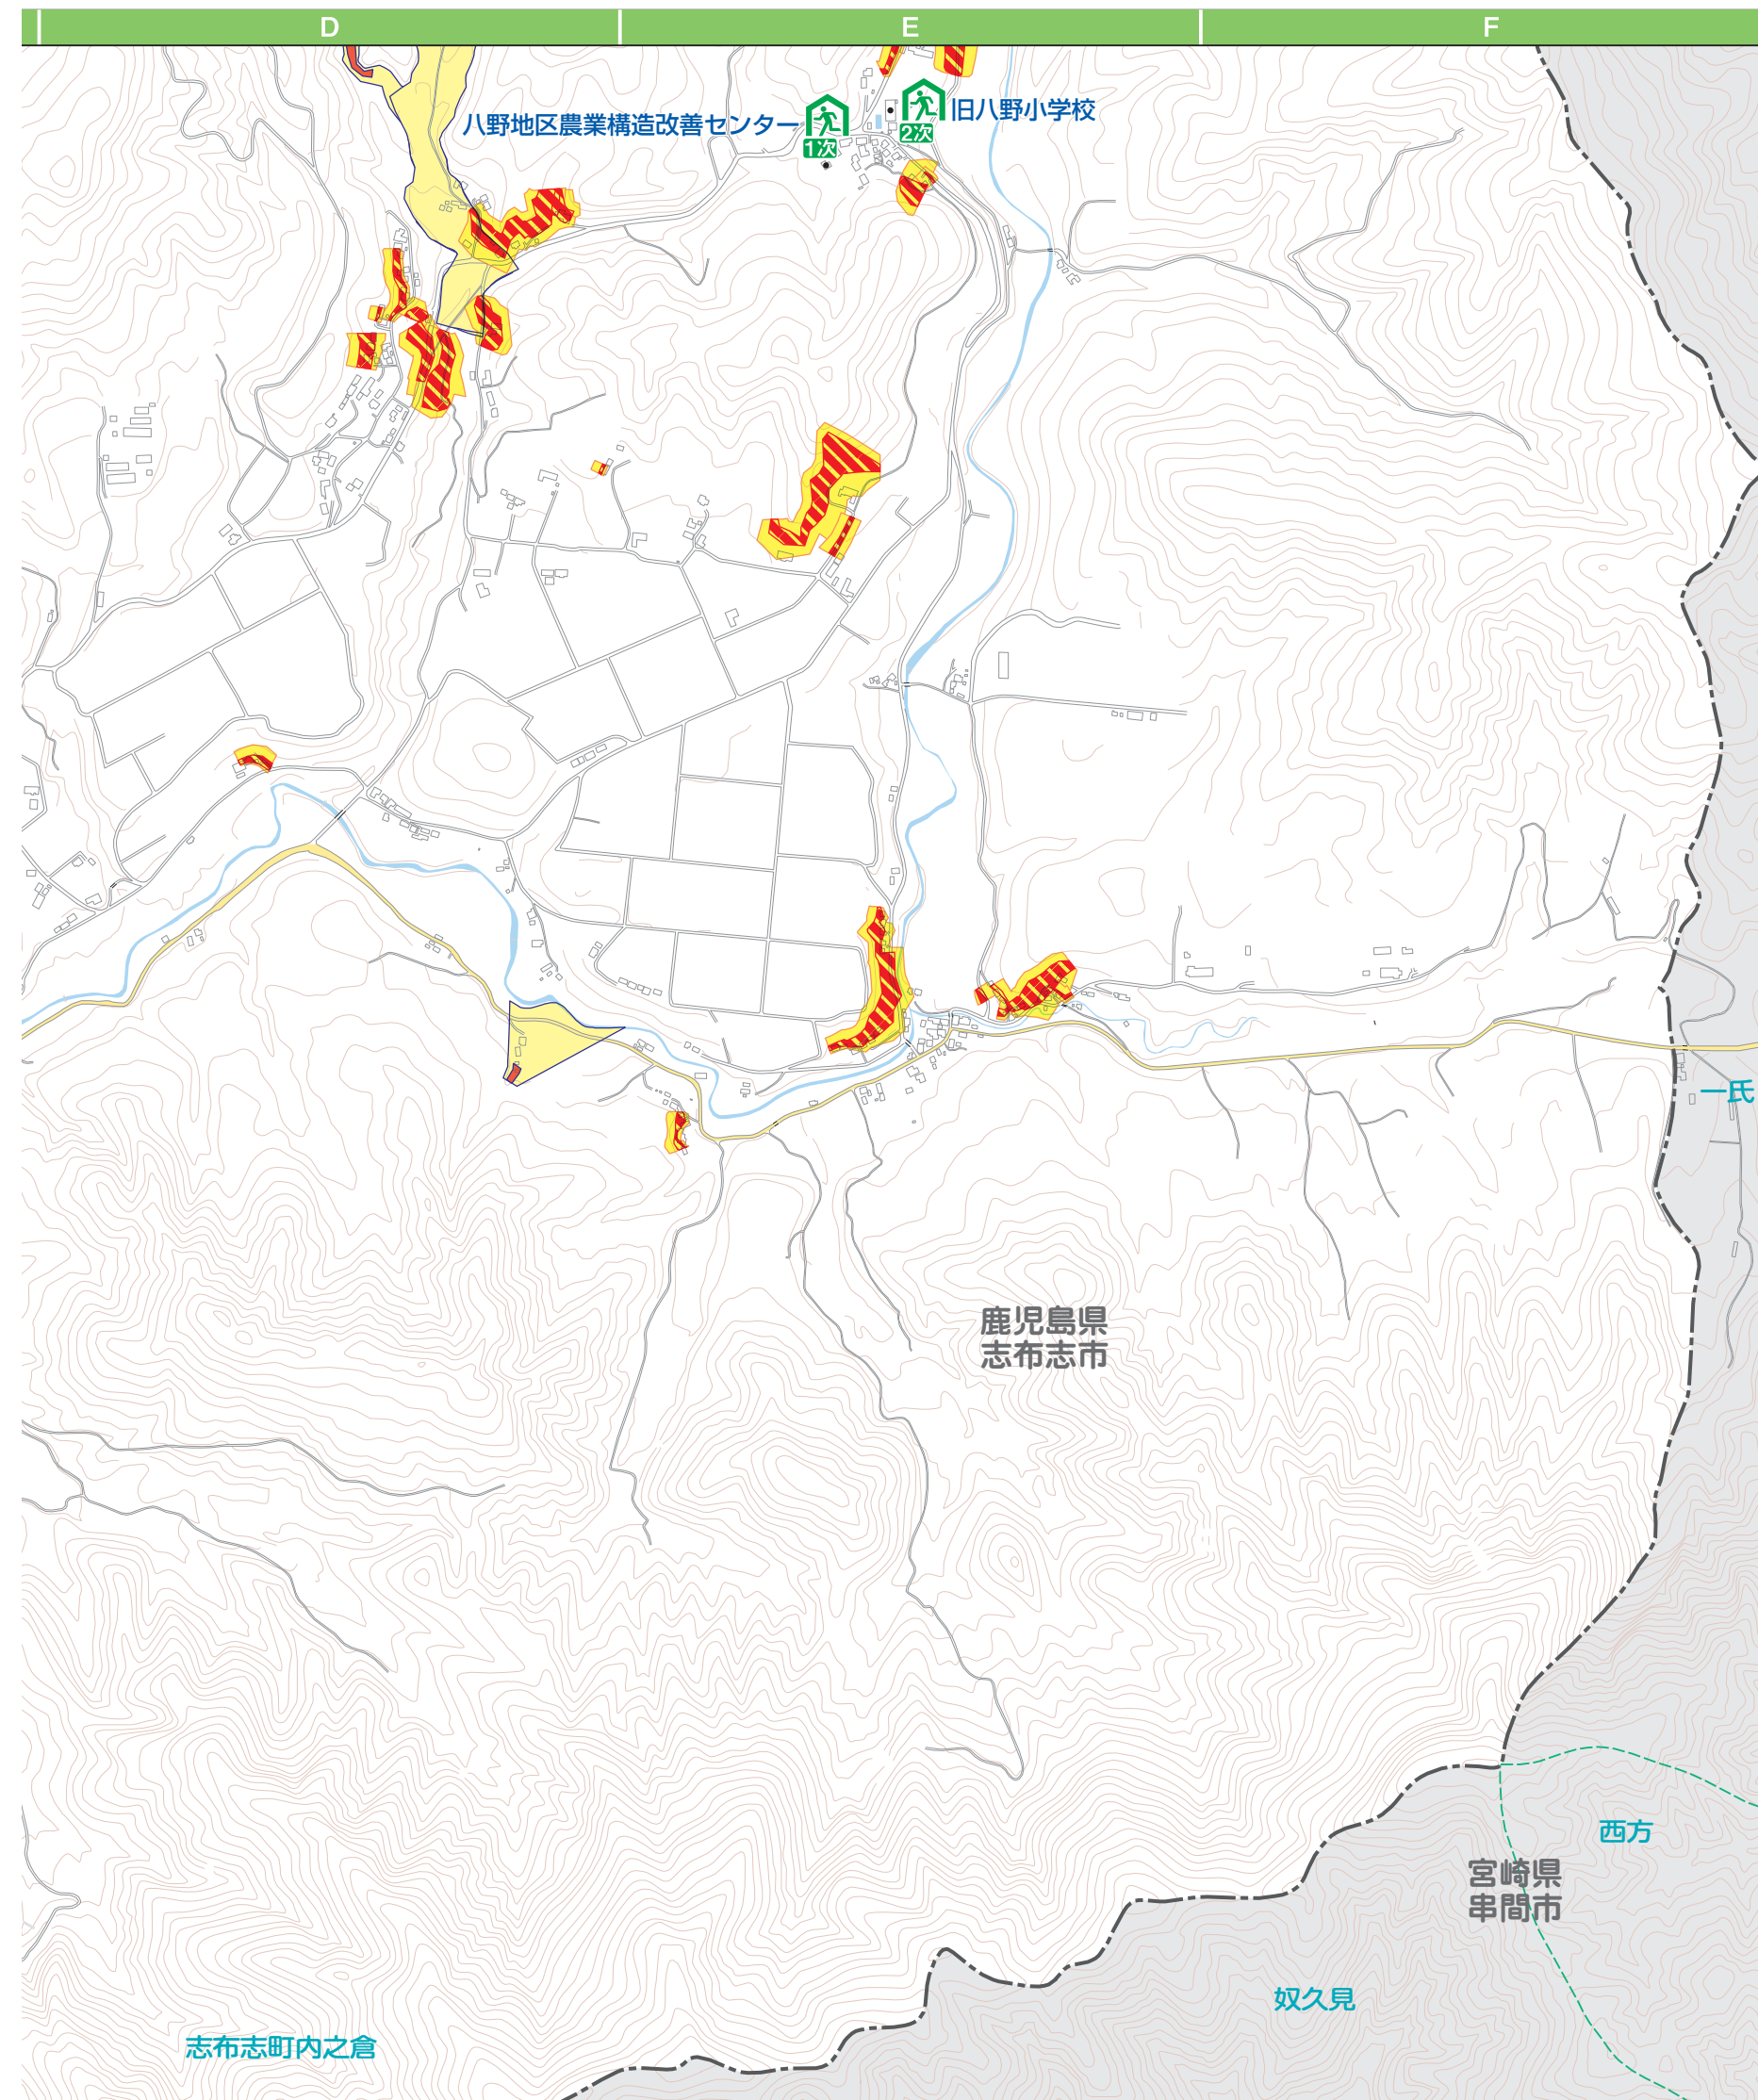 D
E
F
八野地区農業構造改善センター
1次
2次
旧八野小学校
一氏
鹿児島県
志布志市
西方
宮崎県
串間市
奴久見
志布志町内之倉